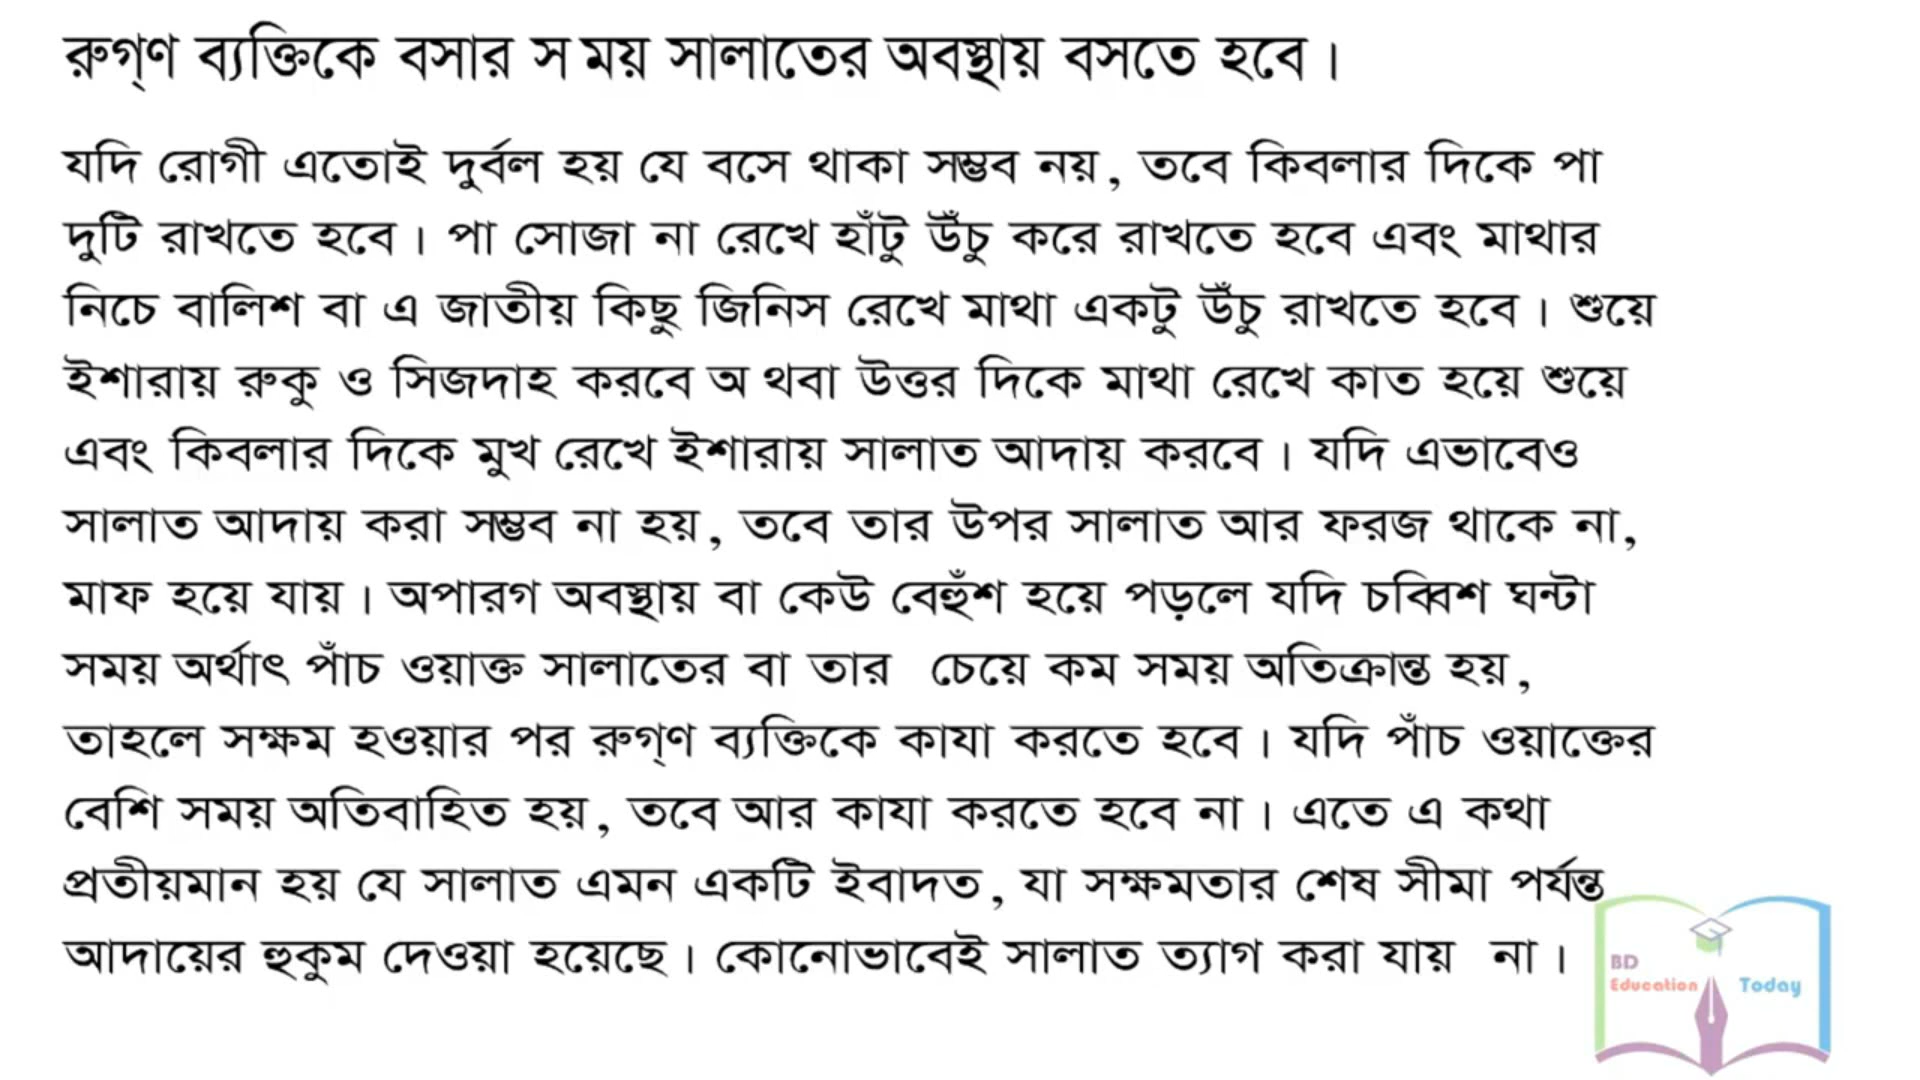 রুগ্‌ণ ব্যক্তিকে বসার স ময় সালাতের অবস্থায় বসতে হবে।
যদি রোগী এতোই দুর্বল হয় যে বসে থাকা সম্ভব নয়, তবে কিবলার দিকে পা
দুটি রাখতে হবে। পা সোজা না রেখে হাঁটু উঁচু করে রাখতে হবে এবং মাথার
নিচে বালিশ বা এ জাতীয় কিছু জিনিস রেখে মাথা একটু উঁচু রাখতে হবে। শুয়ে
ইশারায় রুকু ও সিজদাহ করবে অ থবা উত্তর দিকে মাথা রেখে কাত হয়ে শুয়ে
এবং কিবলার দিকে মুখ রেখে ইশারায় সালাত আদায় করবে। যদি এভাবেও
সালাত আদায় করা সম্ভব না হয়, তবে তার উপর সালাত আর ফরজ থাকে না,
মাফ হয়ে যায়। অপারগ অবস্থায় বা কেউ বেহুঁশ হয়ে পড়লে যদি চব্বিশ ঘন্টা
সময় অর্থাৎ পাঁচ ওয়াক্ত সালাতের বা তার চেয়ে কম সময় অতিক্রান্ত হয়,
তাহলে সক্ষম হওয়ার পর রুগ্‌ণ ব্যক্তিকে কাযা করতে হবে। যদি পাঁচ ওয়াক্তের
বেশি সময় অতিবাহিত হয়, তবে আর কাযা করতে হবে না। এতে এ কথা
প্রতীয়মান হয় যে সালাত এমন একটি ইবাদত, যা সক্ষমতার শেষ সীমা পর্যন্ত
আদায়ের হুকুম দেওয়া হয়েছে। কোনোভাবেই সালাত ত্যাগ করা যায় না।
BD
Education Today